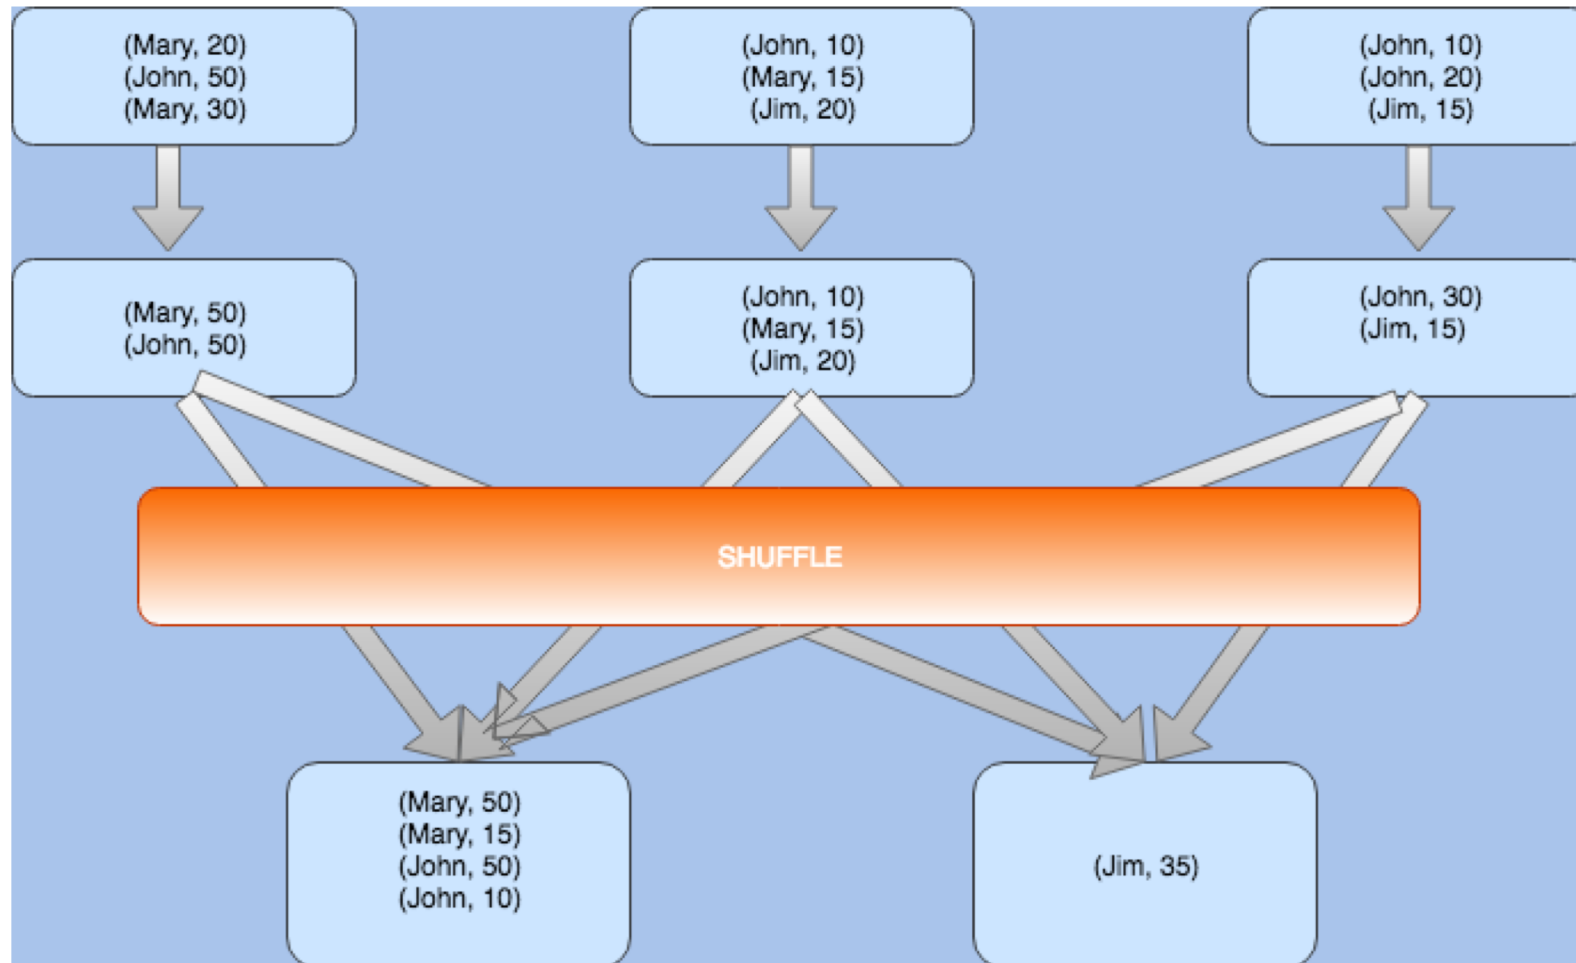 (Mary, 20)
(John, 50)
(Mary, 30)
(John, 10)
(Mary, 15)
(Jim, 20)
(John, 10)
(John, 20)
(Jim, 15)
(Mary, 50)
(John, 50)
(John, 10)
(Mary, 15)
(Jim, 20)
(John, 30)
(Jim, 15)
SHUFFLE
(Mary, 50)
(Mary, 15)
(John, 50)
(John, 10)
(Jim, 35)